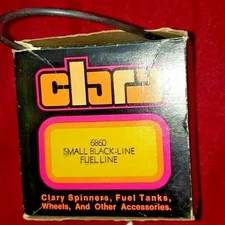 clary
6860
SMALL BLACK-LINE
FUEL LINE
Clary Spinners, Fuel Tanks,
Wheels, And Other Accessories.